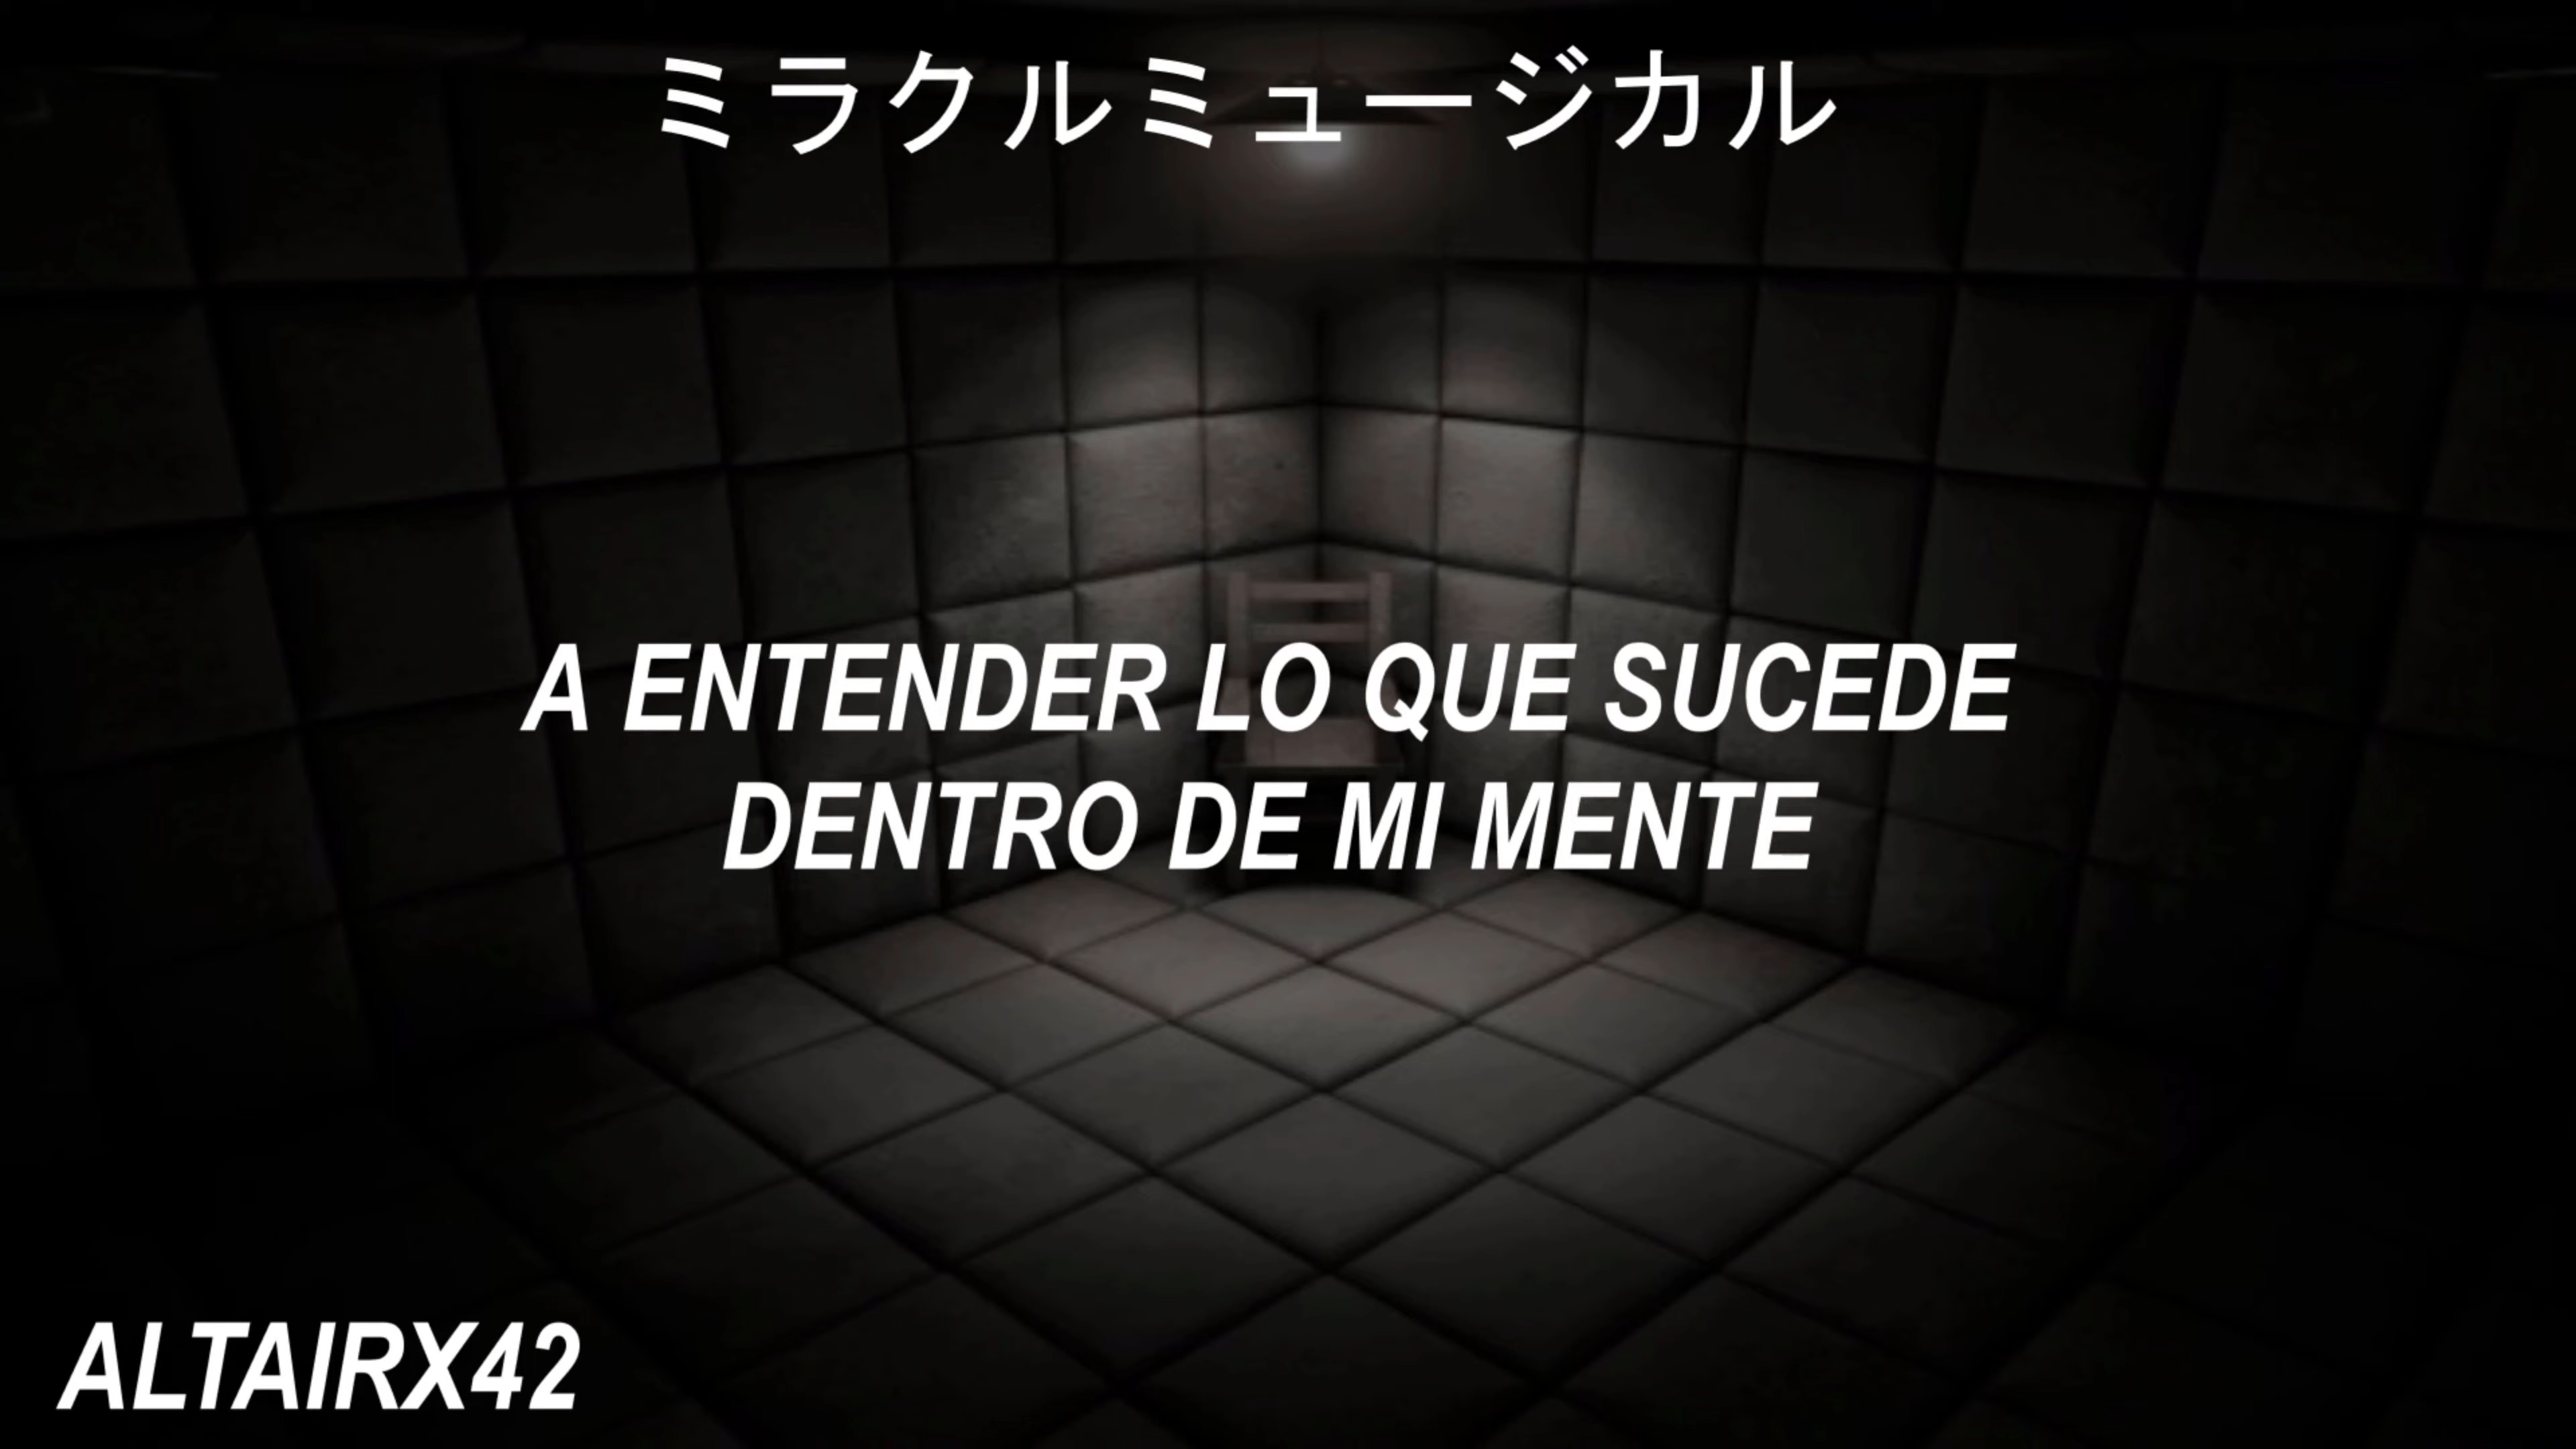 ミラクルミュージカル
A ENTENDER LO QUE SUCEDE
DENTRO DE MI MENTE
ALTAIRX42